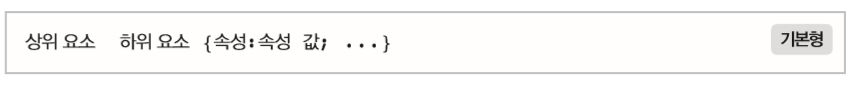 상위 요소  하위 요소 {속성:속성 값; ...}
기본형